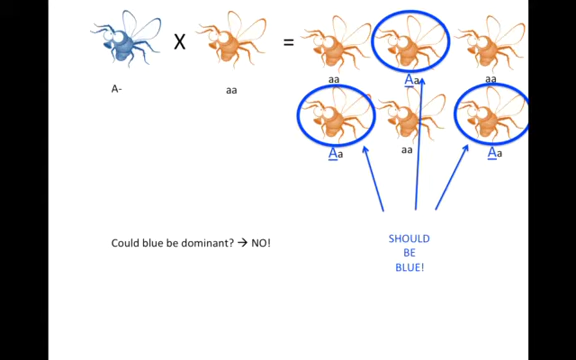 X
=
A-
aa
aa
Aa
aa
Aa
aa
Aa
Could blue be dominant? → NO!
SHOULD
BE
BLUE!